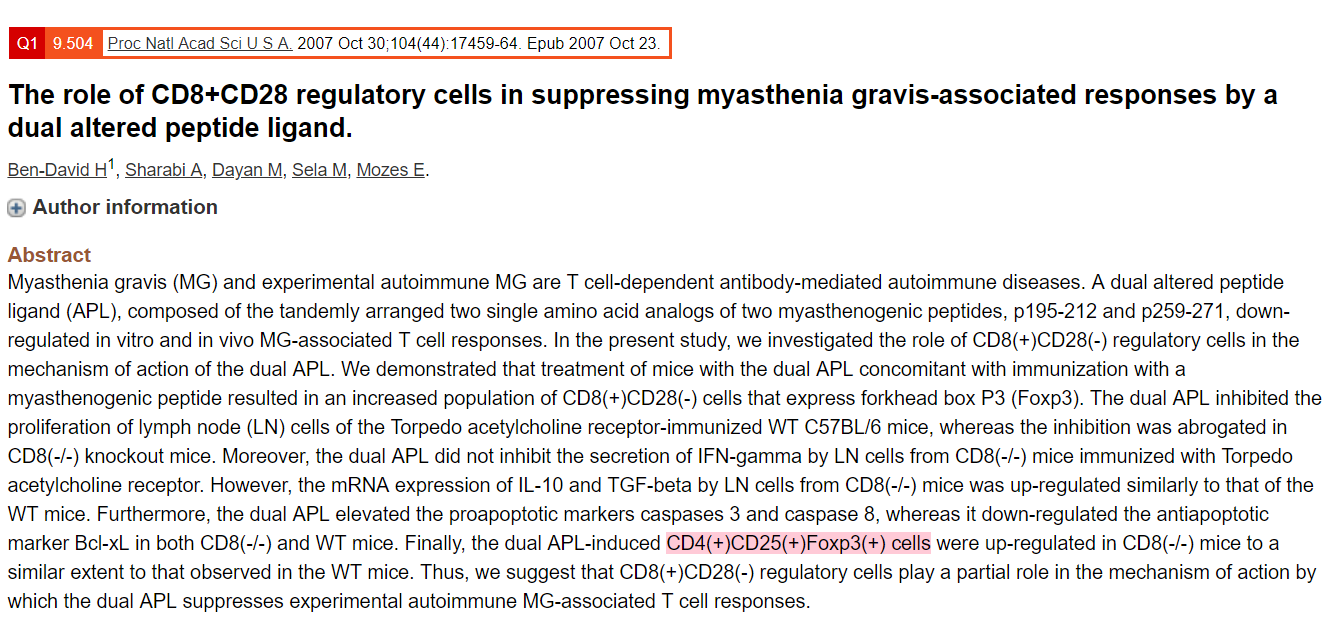 Q1 9.504 Proc Natl Acad Sci U S A. 2007 Oct 30;104(44):17459-64. Epub 2007 Oct 23.
The role of CD8+CD28 regulatory cells in suppressing myasthenia gravis-associated responses by a
dual altered peptide ligand.
Ben-David H1, Sharabi A, Dayan M, Sela M, Mozes E.
Author information
Abstract
Myasthenia gravis (MG) and experimental autoimmune MG are T cell-dependent antibody-mediated autoimmune diseases. A dual altered peptide
ligand (APL), composed of the tandemly arranged two single amino acid analogs of two myasthenogenic peptides, p195-212 and p259-271, down-
regulated in vitro and in vivo MG-associated T cell responses. In the present study, we investigated the role of CD8(+)CD28(-) regulatory cells in the
mechanism of action of the dual APL. We demonstrated that treatment of mice with the dual APL concomitant with immunization with a
myasthenogenic peptide resulted in an increased population of CD8(+)CD28(-) cells that express forkhead box P3 (Foxp3). The dual APL inhibited the
proliferation of lymph node (LN) cells of the Torpedo acetylcholine receptor-immunized WT C57BL/6 mice, whereas the inhibition was abrogated in
CD8(-/-) knockout mice. Moreover, the dual APL did not inhibit the secretion of IFN-gamma by LN cells from CD8(-/-) mice immunized with Torpedo
acetylcholine receptor. However, the mRNA expression of IL-10 and TGF-beta by LN cells from CD8(-/-) mice was up-regulated similarly to that of the
WT mice. Furthermore, the dual APL elevated the proapoptotic markers caspases 3 and caspase 8, whereas it down-regulated the antiapoptotic
marker Bcl-xL in both CD8(-/-) and WT mice. Finally, the dual APL-induced CD4(+)CD25(+)Foxp3(+) cells were up-regulated in CD8(-/-) mice to a
similar extent to that observed in the WT mice. Thus, we suggest that CD8(+)CD28(-) regulatory cells play a partial role in the mechanism of action by
which the dual APL suppresses experimental autoimmune MG-associated T cell responses.